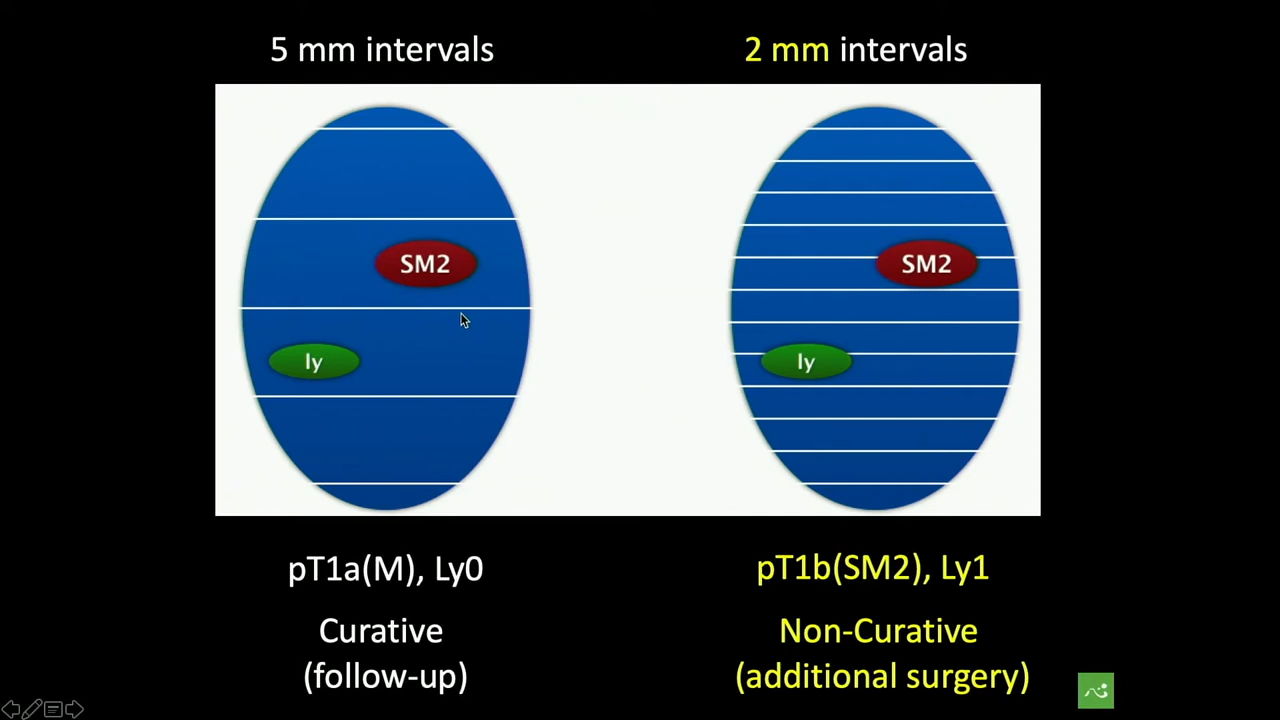 5 mm intervals
2 mm intervals
SM2
SM2
ly
ly
pT1a(M), Ly0
pT1b(SM2), Ly1
Curative
(follow-up)
Non-Curative
(additional surgery)